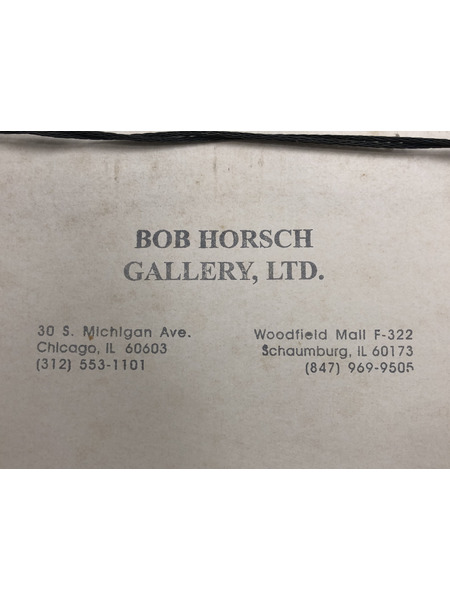 BOB HORSCH
GALLERY, LTD.
30 S. Michigan Ave.
Chicago, IL 60603
(312) 553-1101
Woodfield Mall F-322
Schaumburg, IL 60173
(847) 969-9505